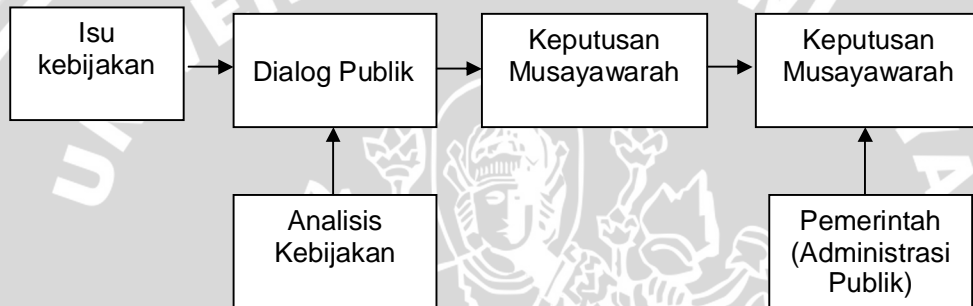 Isu
kebijakan
Dialog Publik
Keputusan
Musayawarah
Keputusan
Musayawarah
Analisis
Kebijakan
Pemerintah
(Administrasi
Publik)